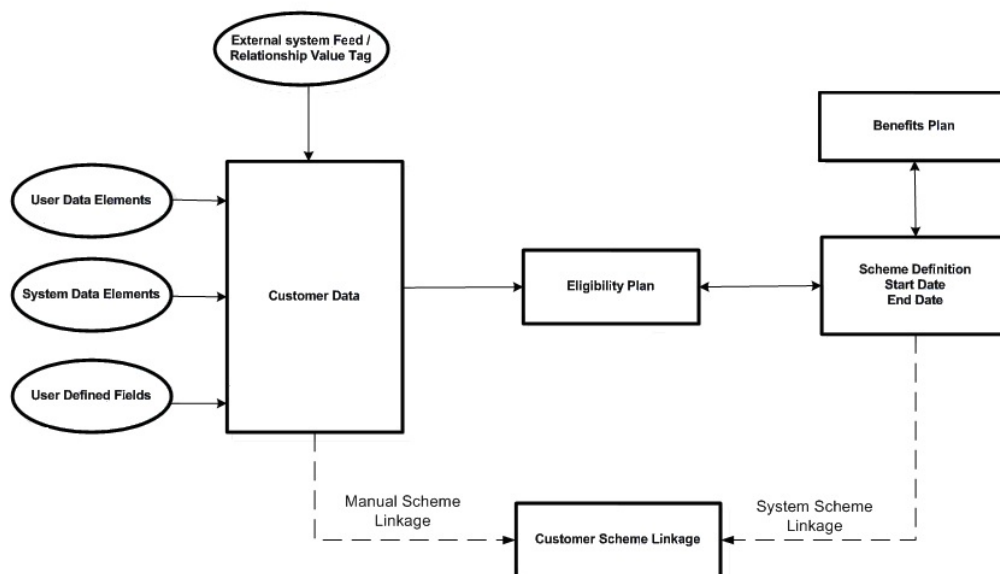 External system Feed /
Relationship Value Tag
Benefits Plan
User Data Elements
System Data Elements
User Defined Fields
Customer Data
Eligibility Plan
Scheme Definition
Start Date
End Date
Manual Scheme
Linkage
System Scheme
Linkage
Customer Scheme Linkage